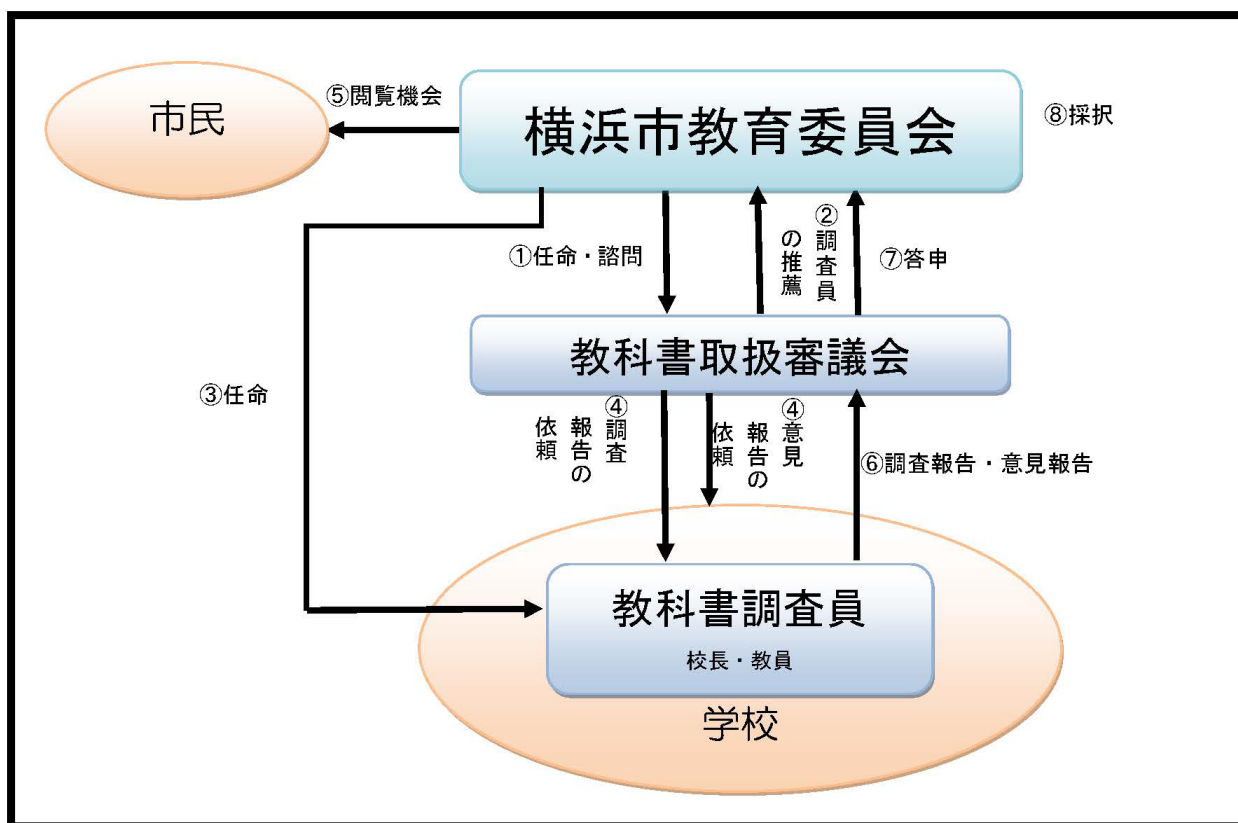 市民
⑤閲覧機会
横浜市教育委員会
⑧採択
①任命・諮問
②調査員
の推薦
⑦答申
教科書取扱審議会
③任命
④調査
報告の
依頼
④意見
報告の
依頼
⑥調査報告・意見報告
教科書調査員
校長・教員
学校